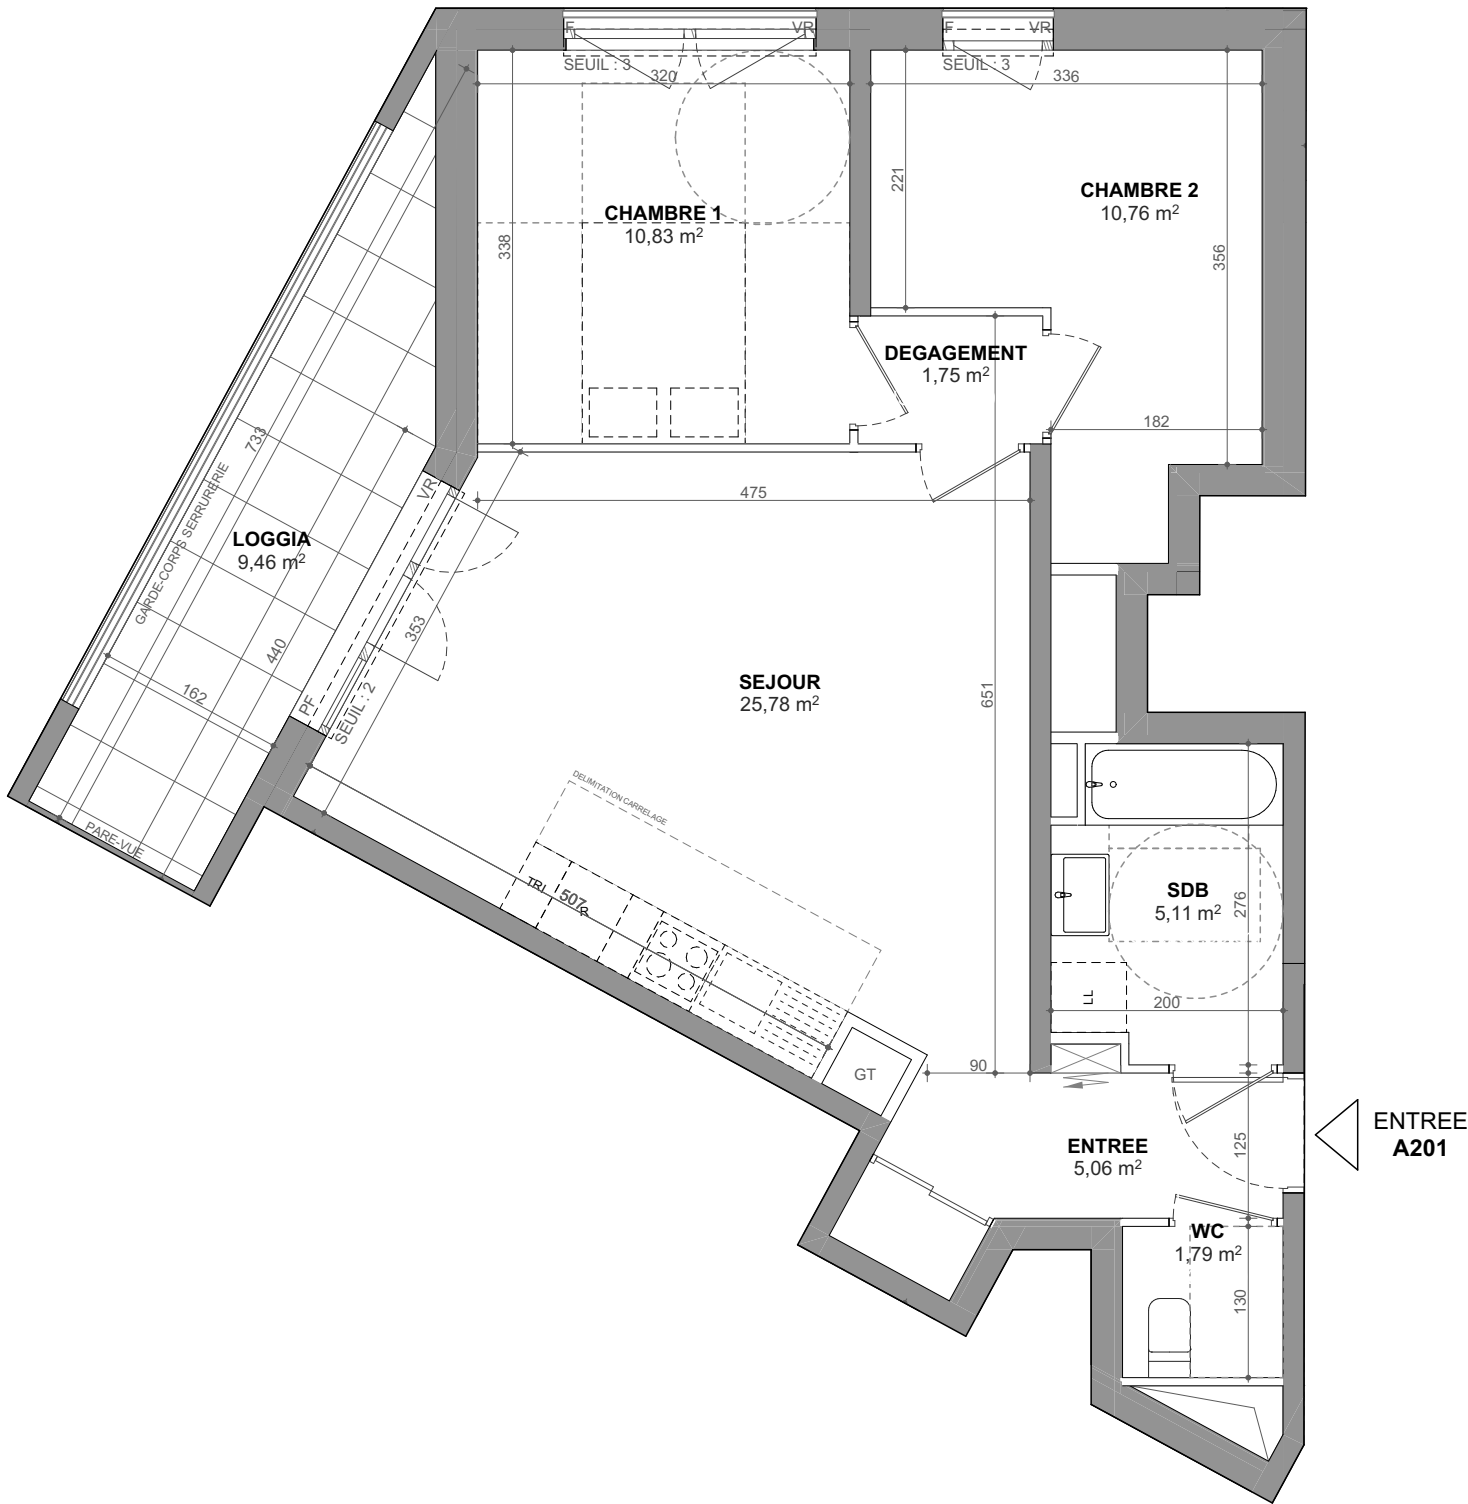 F
VR
F
VR
SEUIL : 3
320
SEUIL : 3
336
CHAMBRE 1
10,83 m²
338
221
CHAMBRE 2
10,76 m²
356
DEGAGEMENT
1,75 m²
182
475
733
GARDE-CORPS SERRURERIE
VR
LOGGIA
9,46 m²
440
162
PF
SEUIL : 2
353
SEJOUR
25,78 m²
651
DELIMITATION CARRELAGE
PARE-VUE
TRI
507
R
GT
SDB
5,11 m²
276
LL
200
90
ENTREE
5,06 m²
125
ENTREE
A201
WC
1,79 m²
130